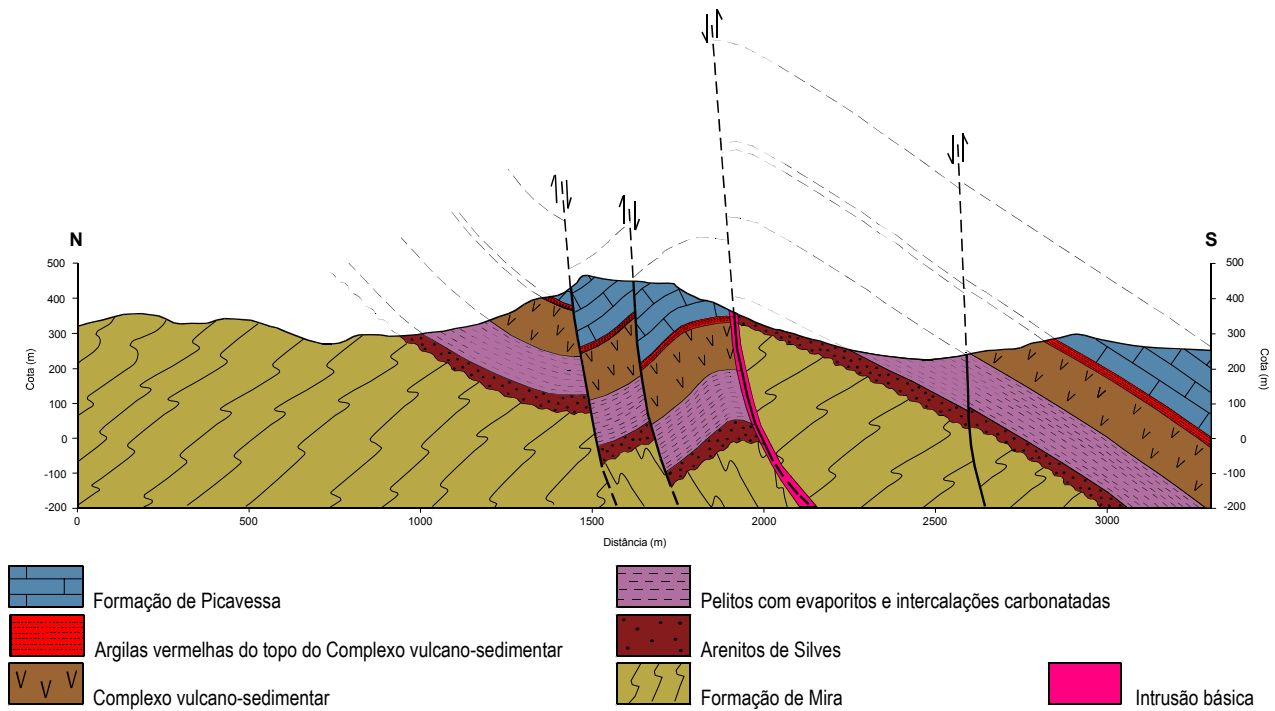 N
S
500
400
300
200
100
0
-100
-200
Cota (m)
500
400
300
200
100
0
-100
-200
Cota (m)
0
500
1000
1500
2000
2500
3000
Distância (m)
Formação de Picavessa
Argilas vermelhas do topo do Complexo vulcano-sedimentar
Complexo vulcano-sedimentar
Pelitos com evaporitos e intercalações carbonatadas
Arenitos de Silves
Formação de Mira
Intrusão básica